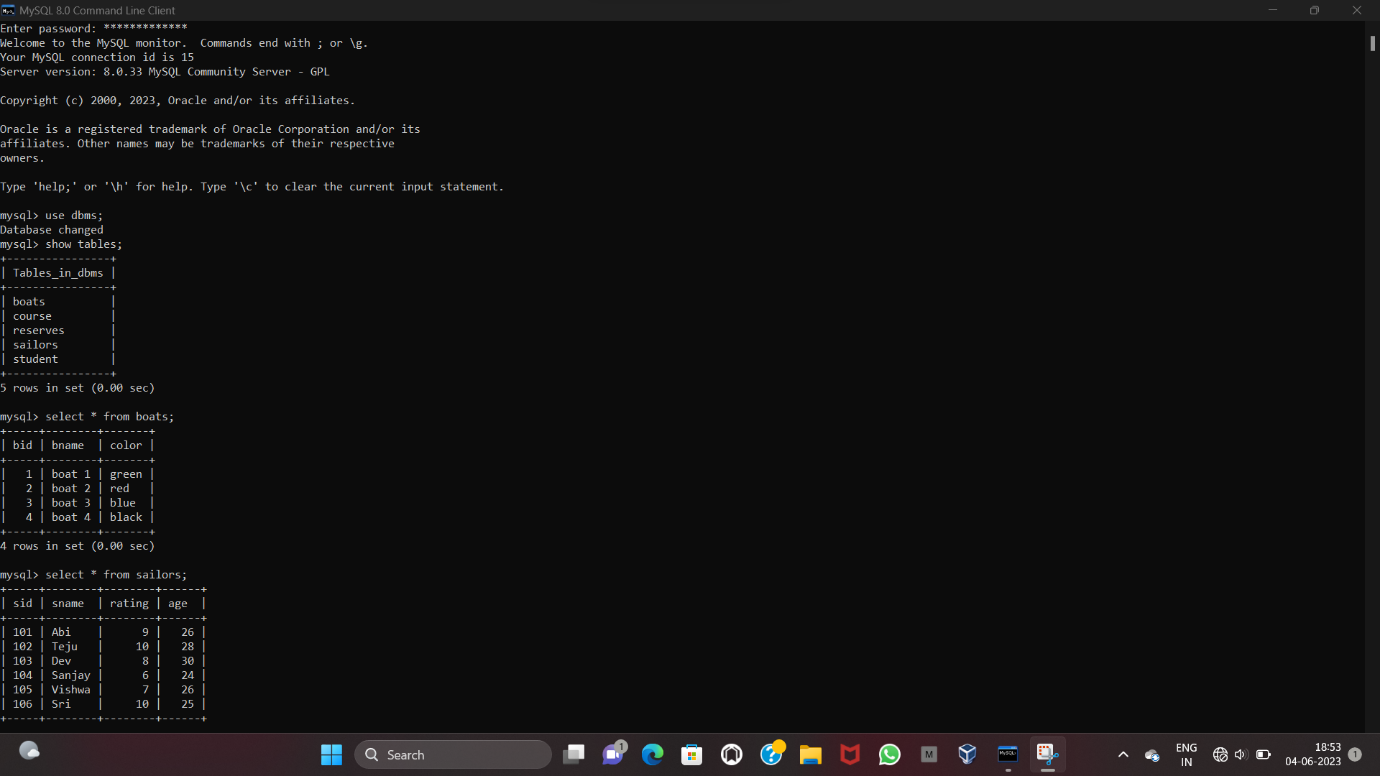 MySQL 8.0 Command Line Client
Enter password: *************
Welcome to the MySQL monitor.  Commands end with ; or \g.
Your MySQL connection id is 15
Server version: 8.0.33 MySQL Community Server - GPL
Copyright (c) 2000, 2023, Oracle and/or its affiliates.
Oracle is a registered trademark of Oracle Corporation and/or its
affiliates. Other names may be trademarks of their respective
owners.
Type 'help;' or '\h' for help. Type '\c' to clear the current input statement.
mysql> use dbms;
Database changed
mysql> show tables;
+----------------+
| Tables_in_dbms |
+----------------+
| boats          |
| course         |
| reserves       |
| sailors        |
| student        |
+----------------+
5 rows in set (0.00 sec)
mysql> select * from boats;
+-----+--------+-------+
| bid | bname  | color |
+-----+--------+-------+
|   1 | boat 1 | green |
|   2 | boat 2 | red   |
|   3 | boat 3 | blue  |
|   4 | boat 4 | black |
+-----+--------+-------+
4 rows in set (0.00 sec)
mysql> select * from sailors;
+-----+--------+--------+------+
| sid | sname  | rating | age  |
+-----+--------+--------+------+
| 101 | Abi    |      9 |   26 |
| 102 | Teju   |     10 |   28 |
| 103 | Dev    |      8 |   30 |
| 104 | Sanjay |      6 |   24 |
| 105 | Vishwa |      7 |   26 |
| 106 | Sri    |     10 |   25 |
+-----+--------+--------+------+
Search
1
M
MySQL
ENG
IN
18:53
04-06-2023
1